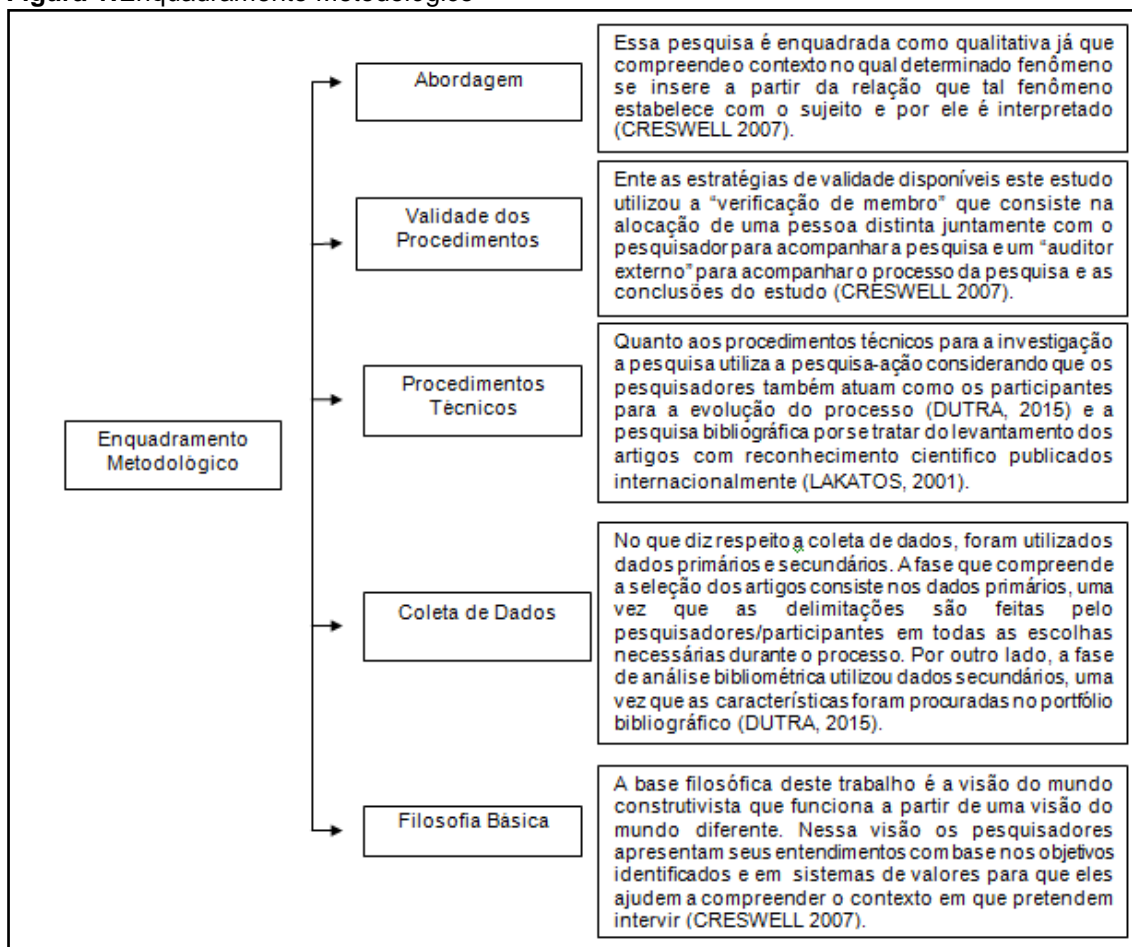 Figura 1:Enquadramento Metodológico
Abordagem
Essa pesquisa é enquadrada como qualitativa já que
compreende o contexto no qual determinado fenômeno
se insere a partir da relação que tal fenômeno
estabelece com o sujeito e por ele é interpretado
(CRESWELL 2007).
Validade dos
Procedimentos
Ente as estratégias de validade disponíveis este estudo
utilizou a “verificação de membro” que consiste na
alocação de uma pessoa distinta juntamente com o
pesquisador para acompanhar a pesquisa e um “auditor
externo” para acompanhar o processo da pesquisa e as
conclusões do estudo (CRESWELL 2007).
Procedimentos
Técnicos
Quanto aos procedimentos técnicos para a investigação
a pesquisa utiliza a pesquisa-ação considerando que os
pesquisadores também atuam como os participantes
para a evolução do processo (DUTRA, 2015) e a
pesquisa bibliográfica por se tratar do levantamento dos
artigos com reconhecimento cientifico publicados
internacionalmente (LAKATOS, 2001).
Enquadramento
Metodológico
Coleta de Dados
No que diz respeito a coleta de dados, foram utilizados
dados primários e secundários. A fase que compreende
a seleção dos artigos consiste nos dados primários, uma
vez que as delimitações são feitas pelo
pesquisadores/participantes em todas as escolhas
necessárias durante o processo. Por outro lado, a fase
de análise bibliométrica utilizou dados secundários, uma
vez que as características foram procuradas no portfólio
bibliográfico (DUTRA, 2015).
Filosofia Básica
A base filosófica deste trabalho é a visão do mundo
construtivista que funciona a partir de uma visão do
mundo diferente. Nessa visão os pesquisadores
apresentam seus entendimentos com base nos objetivos
identificados e em sistemas de valores para que eles
ajudem a compreender o contexto em que pretendem
intervir (CRESWELL 2007).